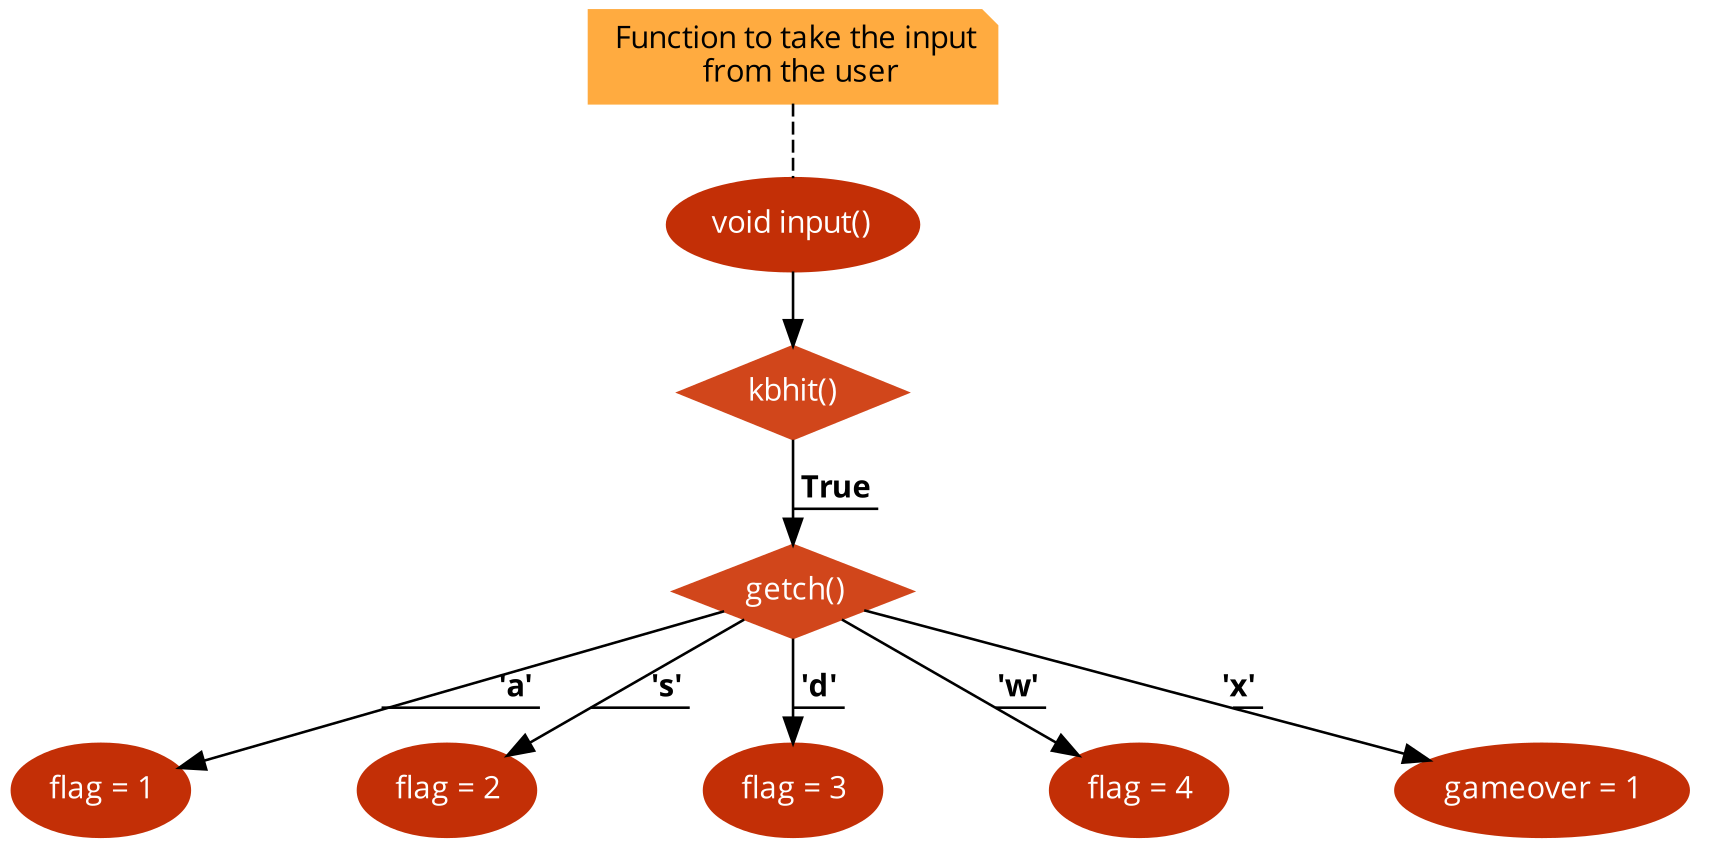 Function to take the input
from the user
void input()
kbhit()
True
getch()
'a'
's'
'd'
'w'
'x'
flag = 1
flag = 2
flag = 3
flag = 4
gameover = 1